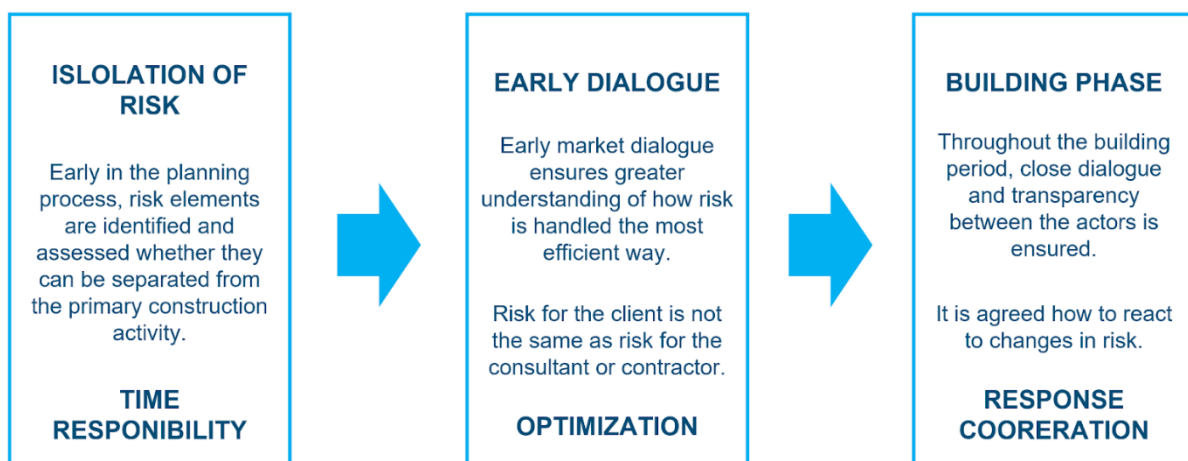 ISLOLATION OF
RISK
Early in the planning
process, risk elements
are identified and
assessed whether they
can be separated from
the primary construction
activity.
TIME
RESPONIBILITY
EARLY DIALOGUE
Early market dialogue
ensures greater
understanding of how risk
is handled the most
efficient way.
Risk for the client is not
the same as risk for the
consultant or contractor.
OPTIMIZATION
BUILDING PHASE
Throughout the building
period, close dialogue
and transparency
between the actors is
ensured.
It is agreed how to react
to changes in risk.
RESPONSE
COORERATION